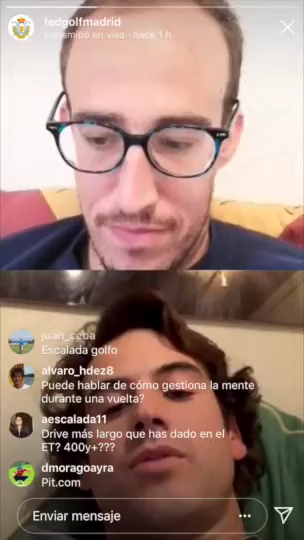 fedgolfmadrid
transmitió en vivo · hace 1 h
juan_ceba
Escalada golfo
alvaro_hdez8
Puede hablar de cómo gestiona la mente
durante una vuelta?
aescalada11
Drive más largo que has dado en el
ET? 400y+???
dmoragoayra
Pit.com
Enviar mensaje